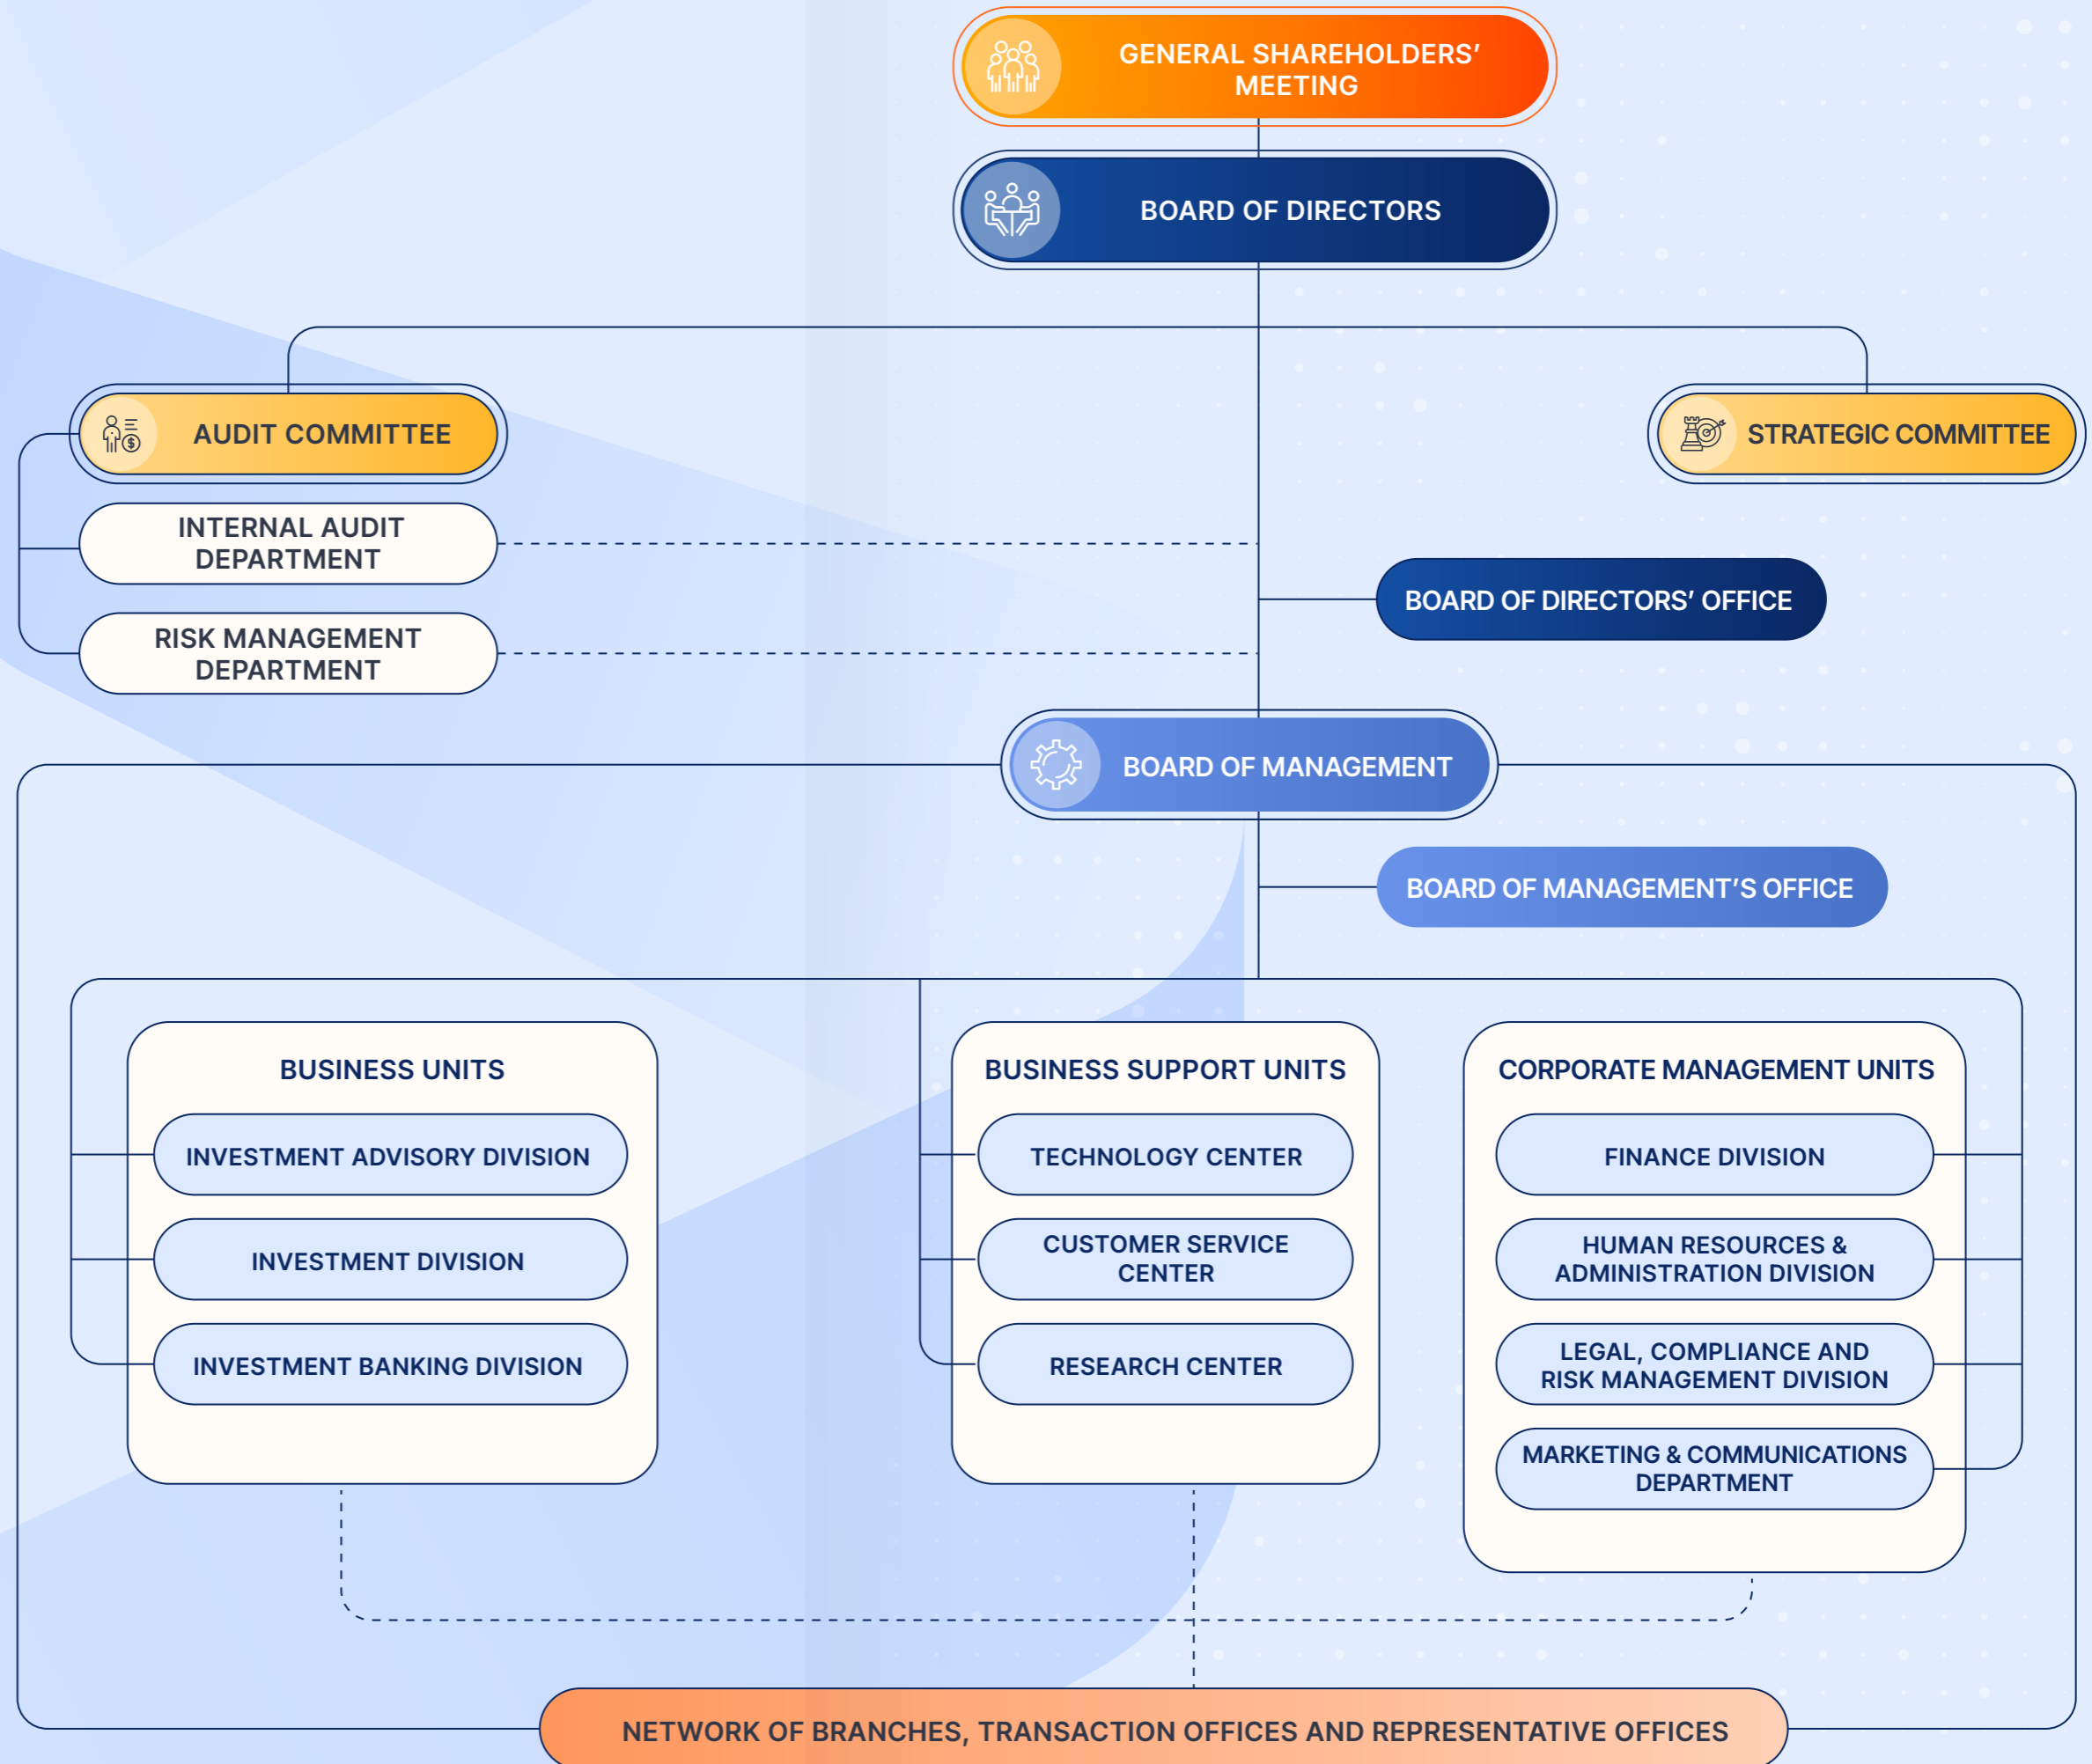 GENERAL SHAREHOLDERS’
MEETING
BOARD OF DIRECTORS
AUDIT COMMITTEE
STRATEGIC COMMITTEE
INTERNAL AUDIT
DEPARTMENT
BOARD OF DIRECTORS’ OFFICE
RISK MANAGEMENT
DEPARTMENT
BOARD OF MANAGEMENT
BOARD OF MANAGEMENT’S OFFICE
BUSINESS UNITS
INVESTMENT ADVISORY DIVISION
INVESTMENT DIVISION
INVESTMENT BANKING DIVISION
BUSINESS SUPPORT UNITS
TECHNOLOGY CENTER
CUSTOMER SERVICE
CENTER
RESEARCH CENTER
CORPORATE MANAGEMENT UNITS
FINANCE DIVISION
HUMAN RESOURCES &
ADMINISTRATION DIVISION
LEGAL, COMPLIANCE AND
RISK MANAGEMENT DIVISION
MARKETING & COMMUNICATIONS
DEPARTMENT
NETWORK OF BRANCHES, TRANSACTION OFFICES AND REPRESENTATIVE OFFICES